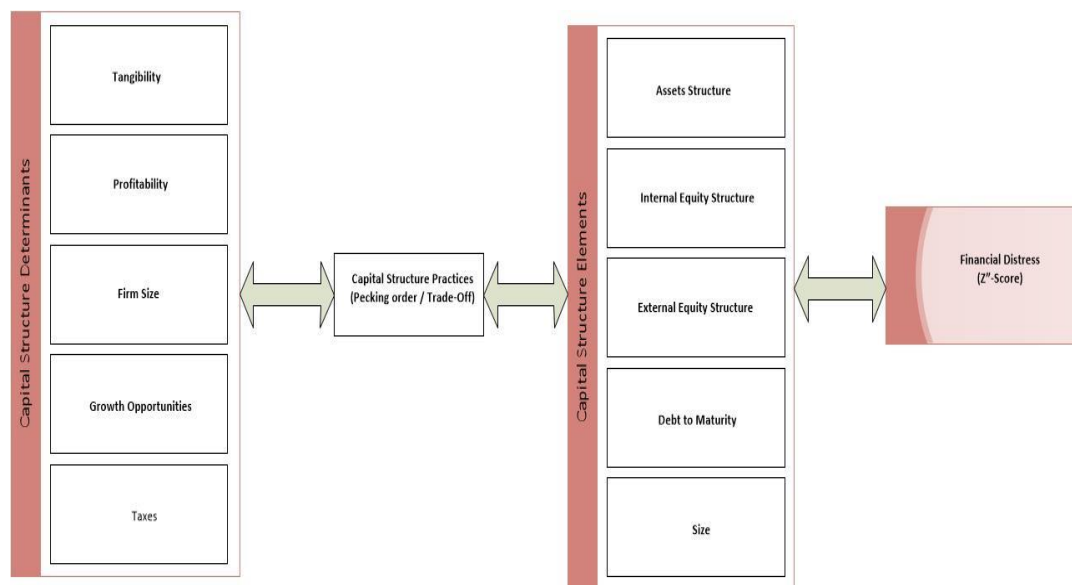 Capital Structure Determinants
Tangibility
Profitability
Firm Size
Growth Opportunities
Taxes
Capital Structure Practices
(Pecking order / Trade-Off)
Capital Structure Elements
Assets Structure
Internal Equity Structure
External Equity Structure
Debt to Maturity
Size
Financial Distress
(Z″-Score)